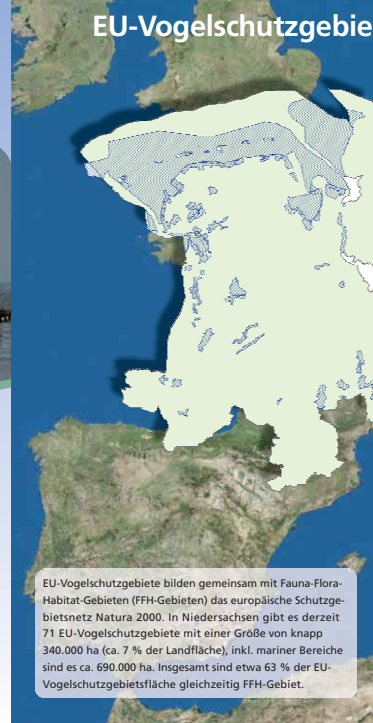 EU-Vogelschutzgebie
EU-Vogelschutzgebiete bilden gemeinsam mit Fauna-Flora-
Habitat-Gebieten (FFH-Gebieten) das europäische Schutzge-
bietsnetz Natura 2000. In Niedersachsen gibt es derzeit
71 EU-Vogelschutzgebiete mit einer Größe von knapp
340.000 ha (ca. 7 % der Landfläche), inkl. mariner Bereiche
sind es ca. 690.000 ha. Insgesamt sind etwa 63 % der EU-
Vogelschutzgebietsfläche gleichzeitig FFH-Gebiet.